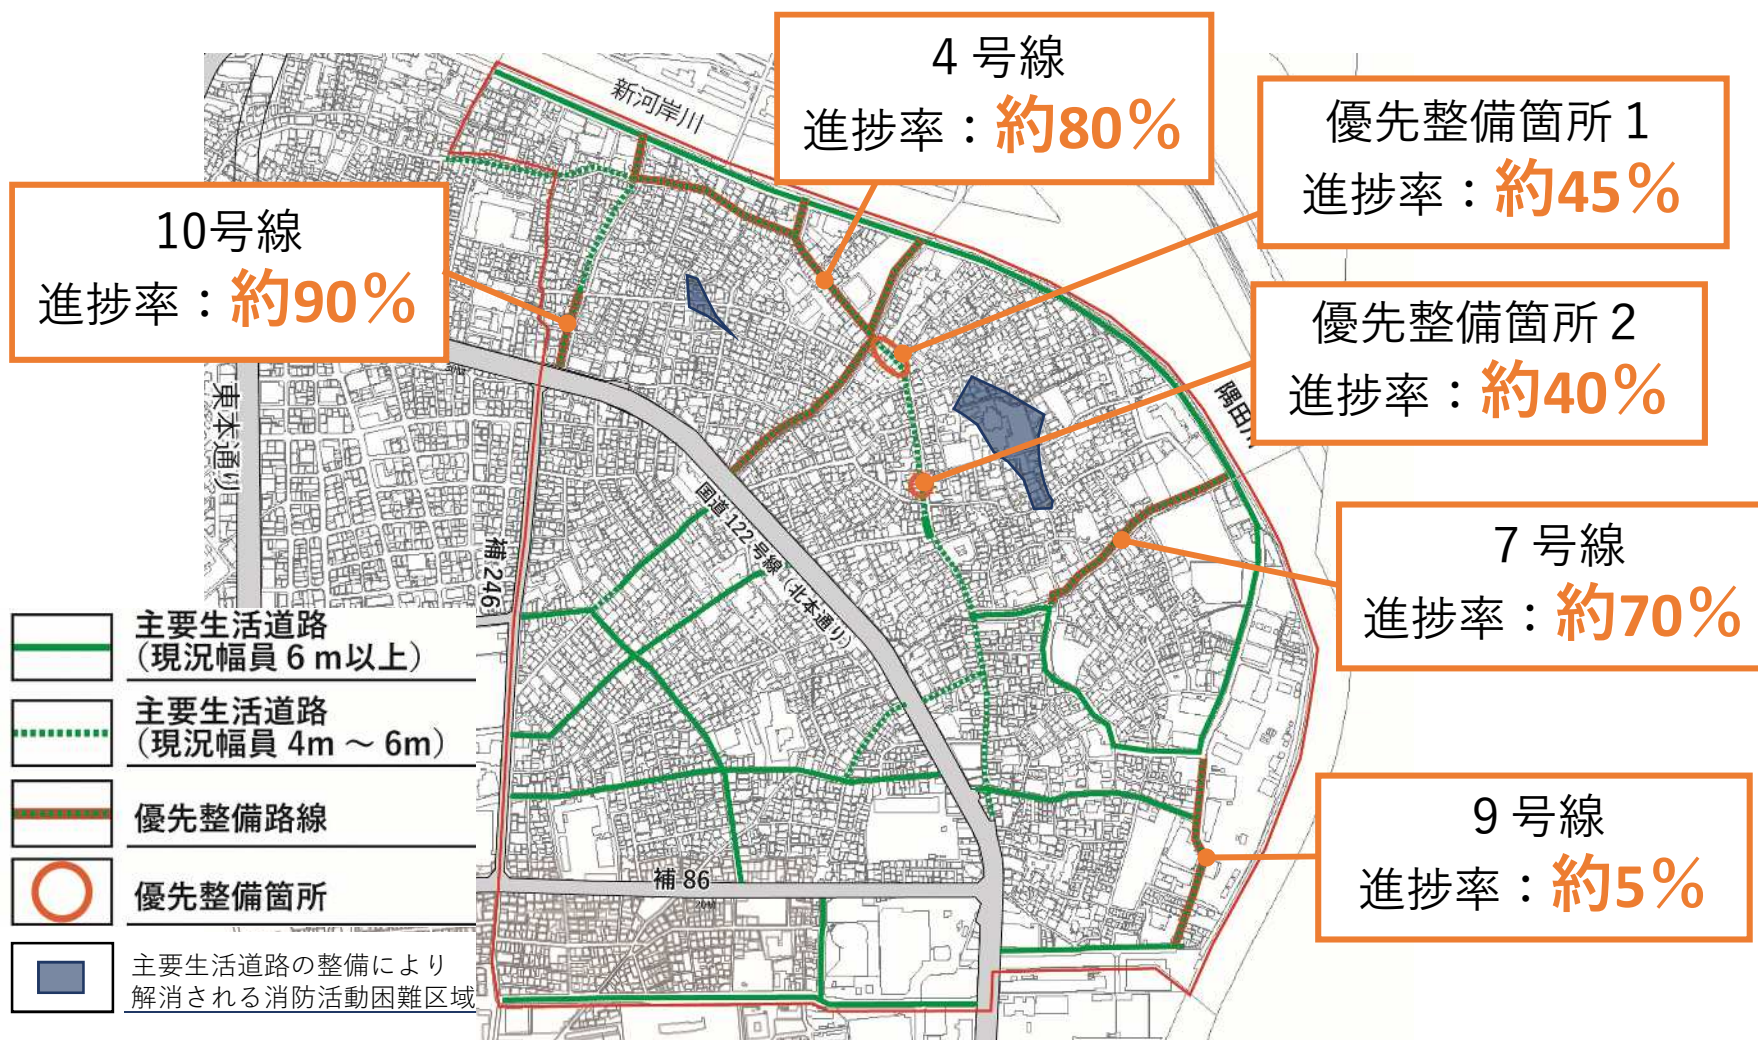 4 号線
進捗率：約80％
優先整備箇所 1
進捗率：約45％
10号線
進捗率：約90％
優先整備箇所 2
進捗率：約40％
7 号線
進捗率：約70％
9 号線
進捗率：約5％
新河岸川
隅田
東本通り
補 246
国道 122 号線（北本通り）
補 86
主要生活道路
（現況幅員 6 m以上）
主要生活道路
（現況幅員 4m ～ 6m）
優先整備路線
優先整備箇所
主要生活道路の整備により
解消される消防活動困難区域